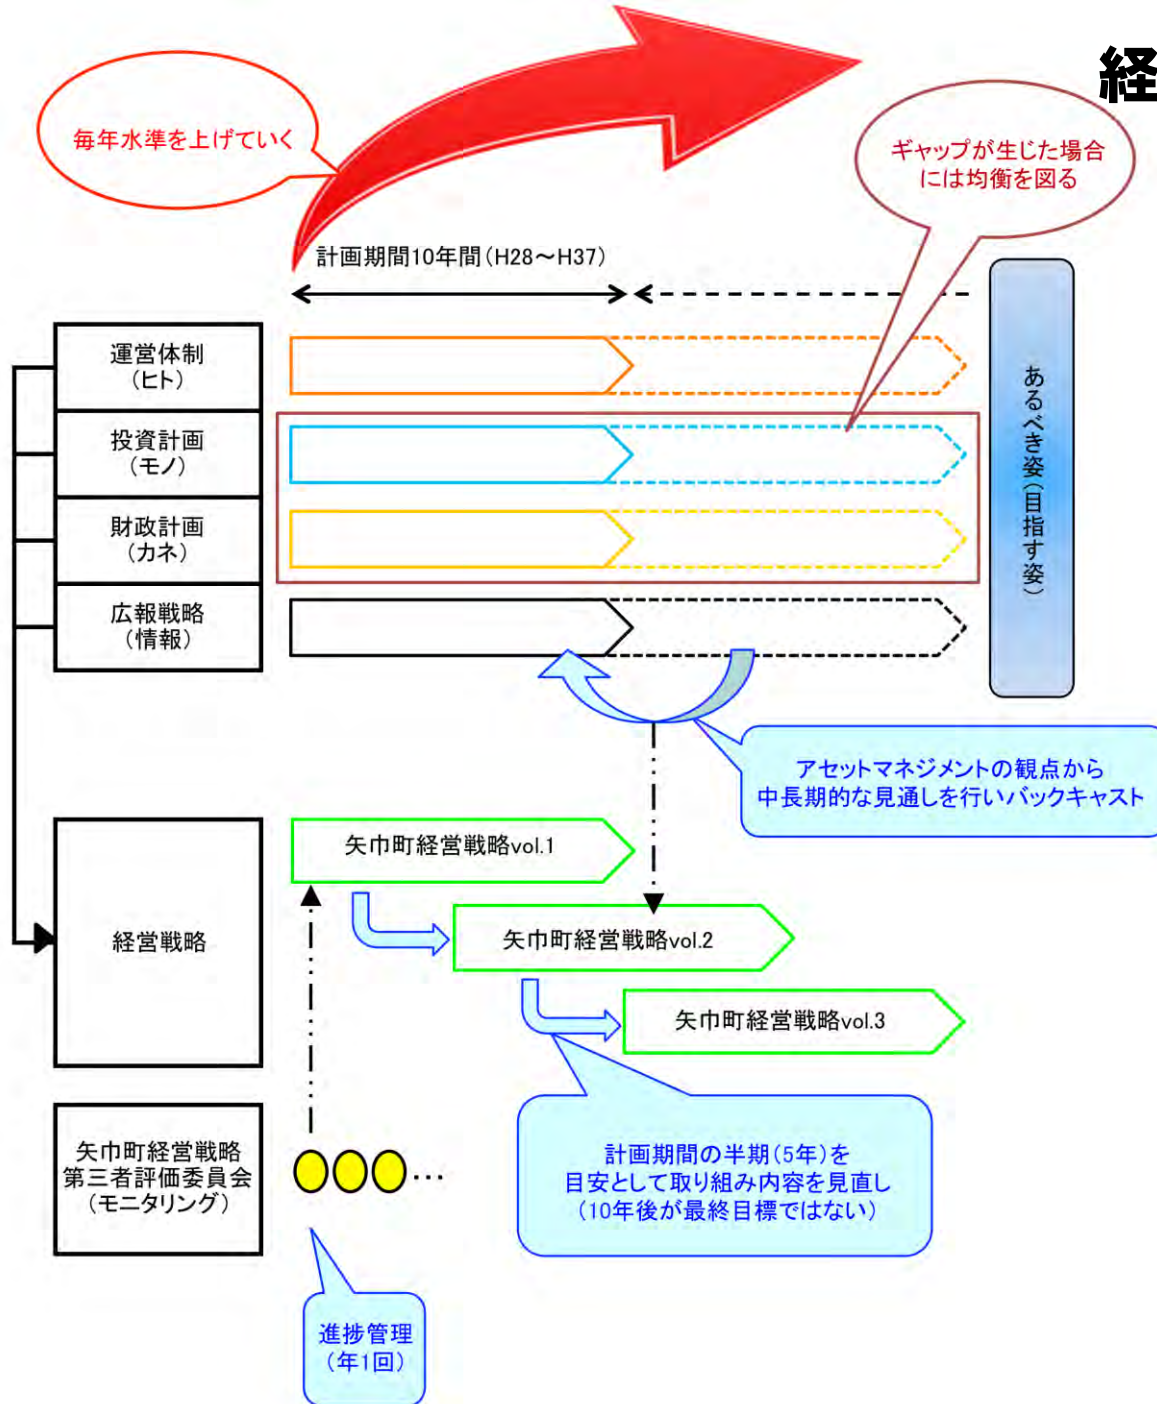 経
毎年水準を上げていく
ギャップが生じた場合
には均衡を図る
計画期間10年間(H28～H37)
運営体制
(ヒト)
投資計画
(モノ)
財政計画
(カネ)
広報戦略
(情報)
あるべき姿(目指す姿)
アセットマネジメントの観点から
中長期的な見通しを行いバックキャスト
経営戦略
矢巾町経営戦略vol.1
矢巾町経営戦略vol.2
矢巾町経営戦略vol.3
矢巾町経営戦略
第三者評価委員会
(モニタリング)
…
計画期間の半期(5年)を
目安として取り組み内容を見直し
(10年後が最終目標ではない)
進捗管理
(年1回)